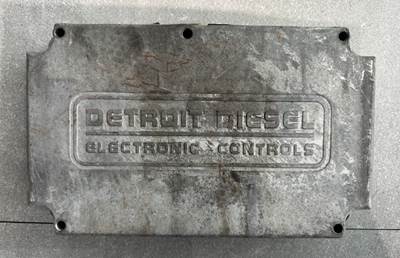 DETROIT DIESEL
ELECTRONIC CONTROLS